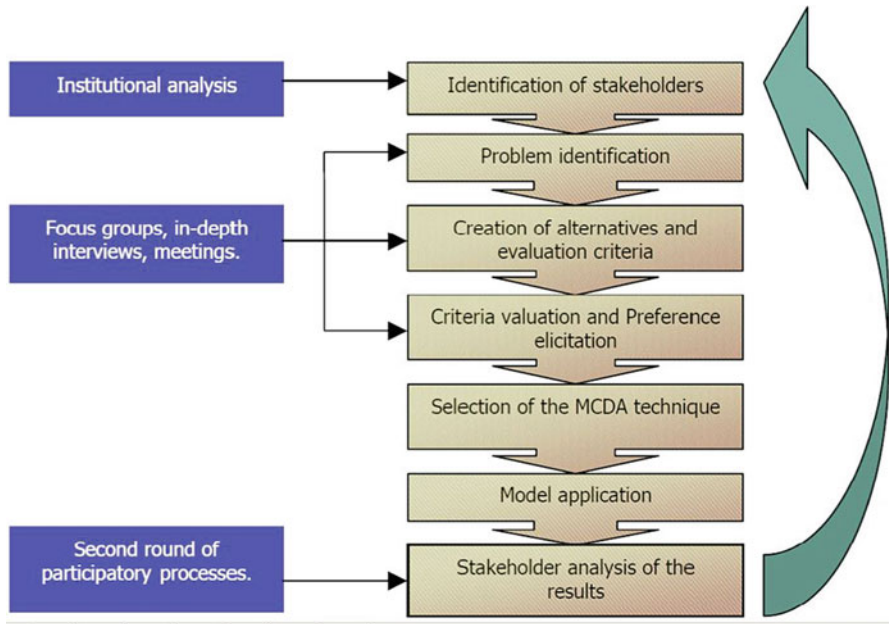 Institutional analysis
Identification of stakeholders
Problem identification
Focus groups, in-depth
interviews, meetings.
Creation of alternatives and
evaluation criteria
Criteria valuation and Preference
elicitation
Selection of the MCDA technique
Model application
Second round of
participatory processes.
Stakeholder analysis of the
results